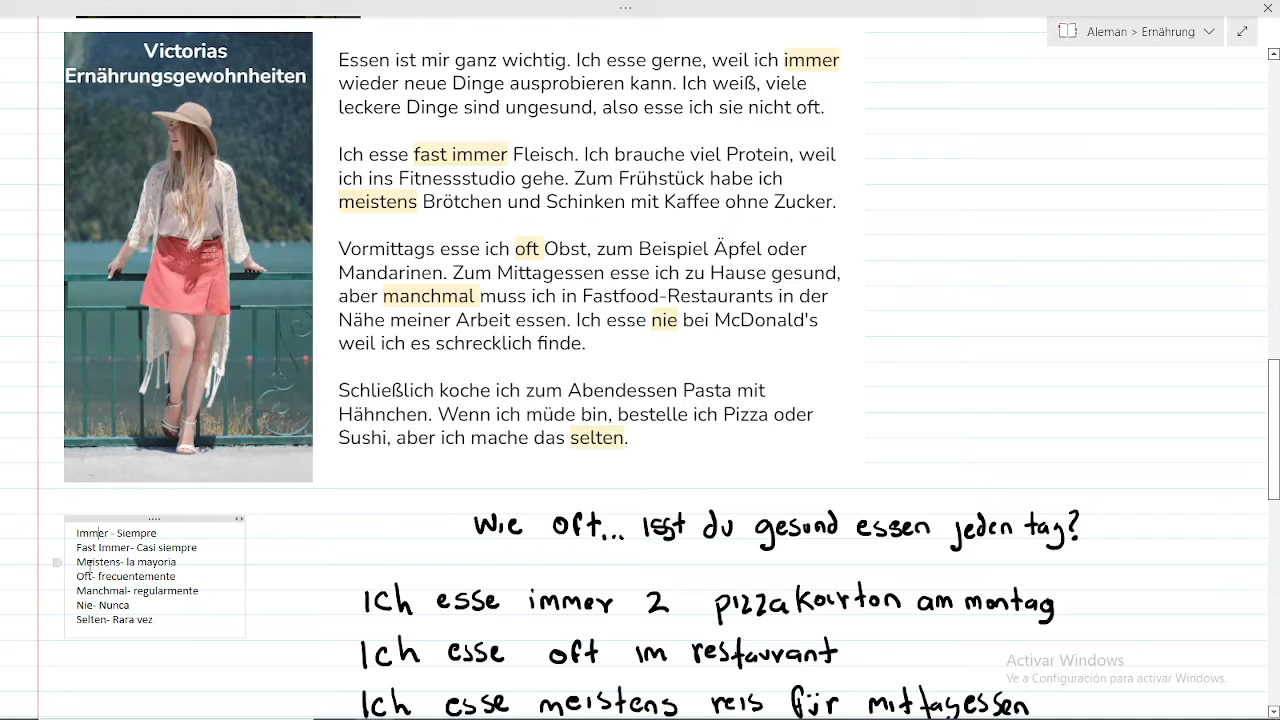 Aleman > Ernährung
Victorias
Ernährungsgewohnheiten
Essen ist mir ganz wichtig. Ich esse gerne, weil ich immer
wieder neue Dinge ausprobieren kann. Ich weiß, viele
leckere Dinge sind ungesund, also esse ich sie nicht oft.
Ich esse fast immer Fleisch. Ich brauche viel Protein, weil
ich ins Fitnessstudio gehe. Zum Frühstück habe ich
meistens Brötchen und Schinken mit Kaffee ohne Zucker.
Vormittags esse ich oft Obst, zum Beispiel Äpfel oder
Mandarinen. Zum Mittagessen esse ich zu Hause gesund,
aber manchmal muss ich in Fastfood-Restaurants in der
Nähe meiner Arbeit essen. Ich esse nie bei McDonald's
weil ich es schrecklich finde.
Schließlich koche ich zum Abendessen Pasta mit
Hähnchen. Wenn ich müde bin, bestelle ich Pizza oder
Sushi, aber ich mache das selten.
Immer - Siempre
Fast Immer- Casi siempre
Meistens- la mayoria
Oft- frecuentemente
Manchmal- regularmente
Nie- Nunca
Selten- Rara vez
Wie oft... isst du gesund essen jeden tag?
Ich esse immer 2 pizza karton am montag
Ich esse oft im restaurant
Ich esse meistens reis für mittagessen
Activar Windows
Ve a Configuración para activar Windows.